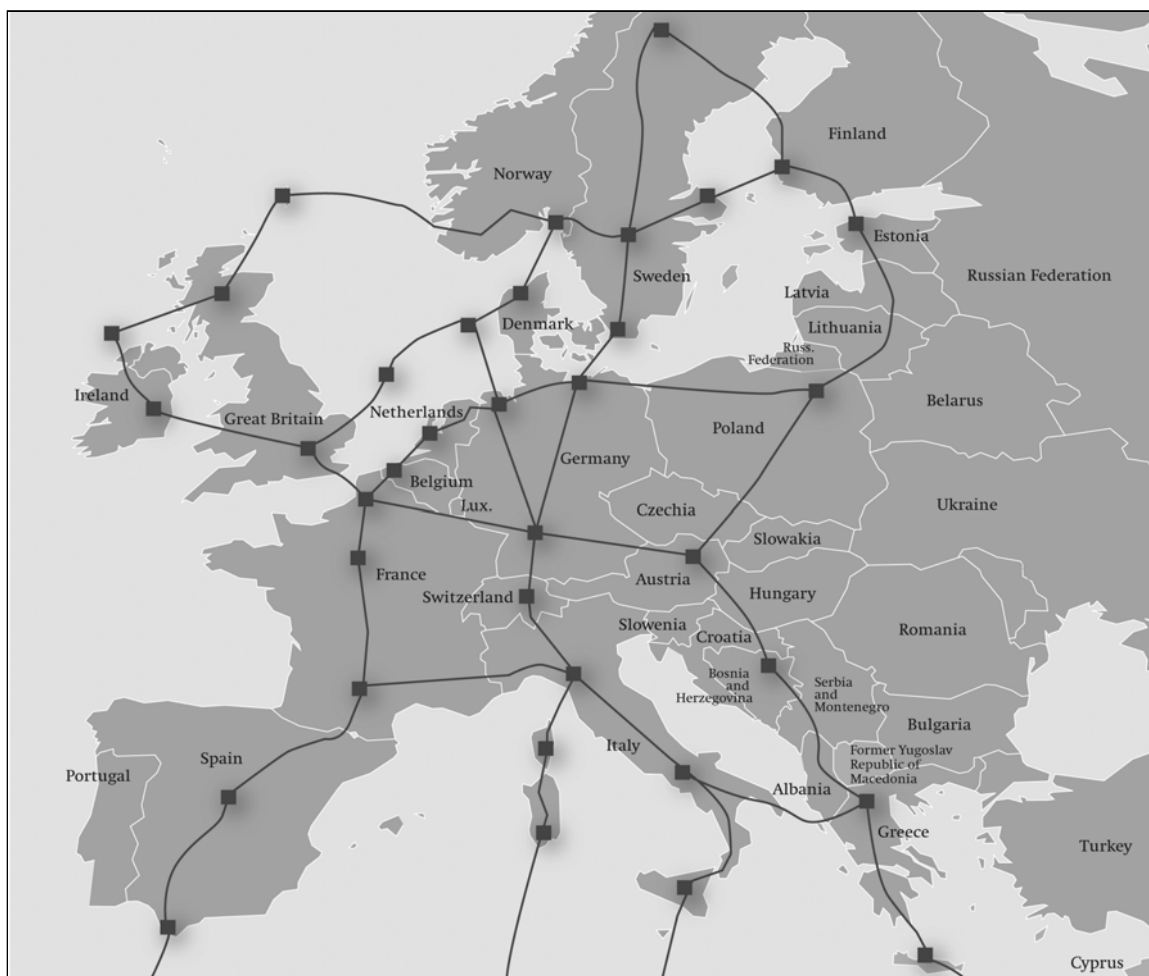 Finland
Norway
Estonia
Russian Federation
Sweden
Latvia
Denmark
Lithuania
Russ.
Federation
Ireland
Great Britain
Netherlands
Belarus
Poland
Germany
Belgium
Lux.
Ukraine
Czechia
Slowakia
France
Austria
Switzerland
Hungary
Slowenia
Croatia
Romania
Bosnia
and
Herzegovina
Serbia
and
Montenegro
Bulgaria
Italy
Spain
Portugal
Former Yugoslav
Republic of
Macedonia
Albania
Greece
Turkey
Cyprus